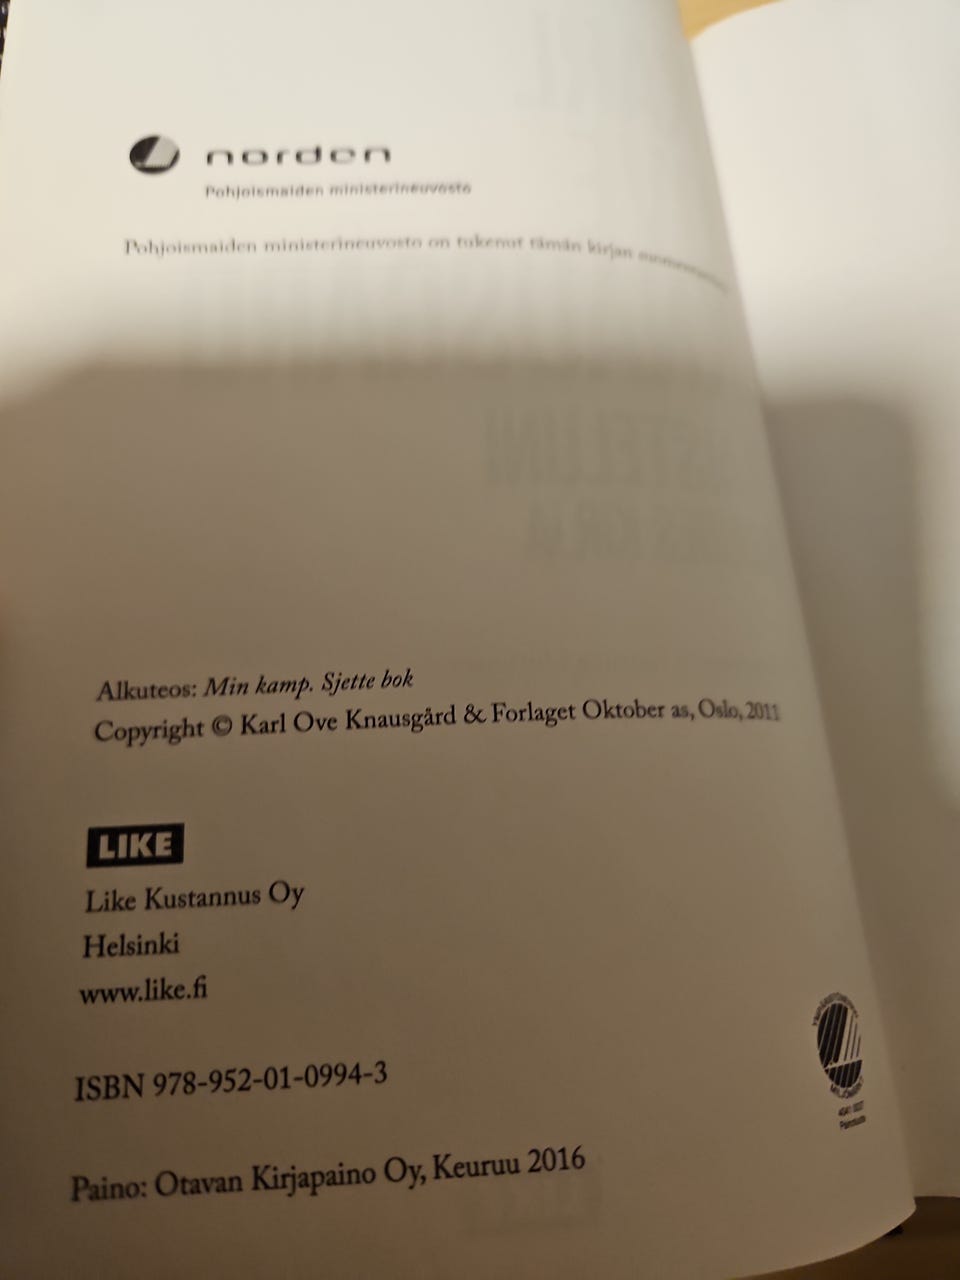 norden
Pohjoismaiden ministerineuvosto
Pohjoismaiden ministerineuvosto on tukenut tämän kirjan
Alkuteos: Min kamp. Sjette bok
Copyright © Karl Ove Knausgård & Forlaget Oktober as, Oslo, 2011
LIKE
Like Kustannus Oy
Helsinki
www.like.fi
ISBN 978-952-01-0994-3
Paino: Otavan Kirjapaino Oy, Keuruu 2016